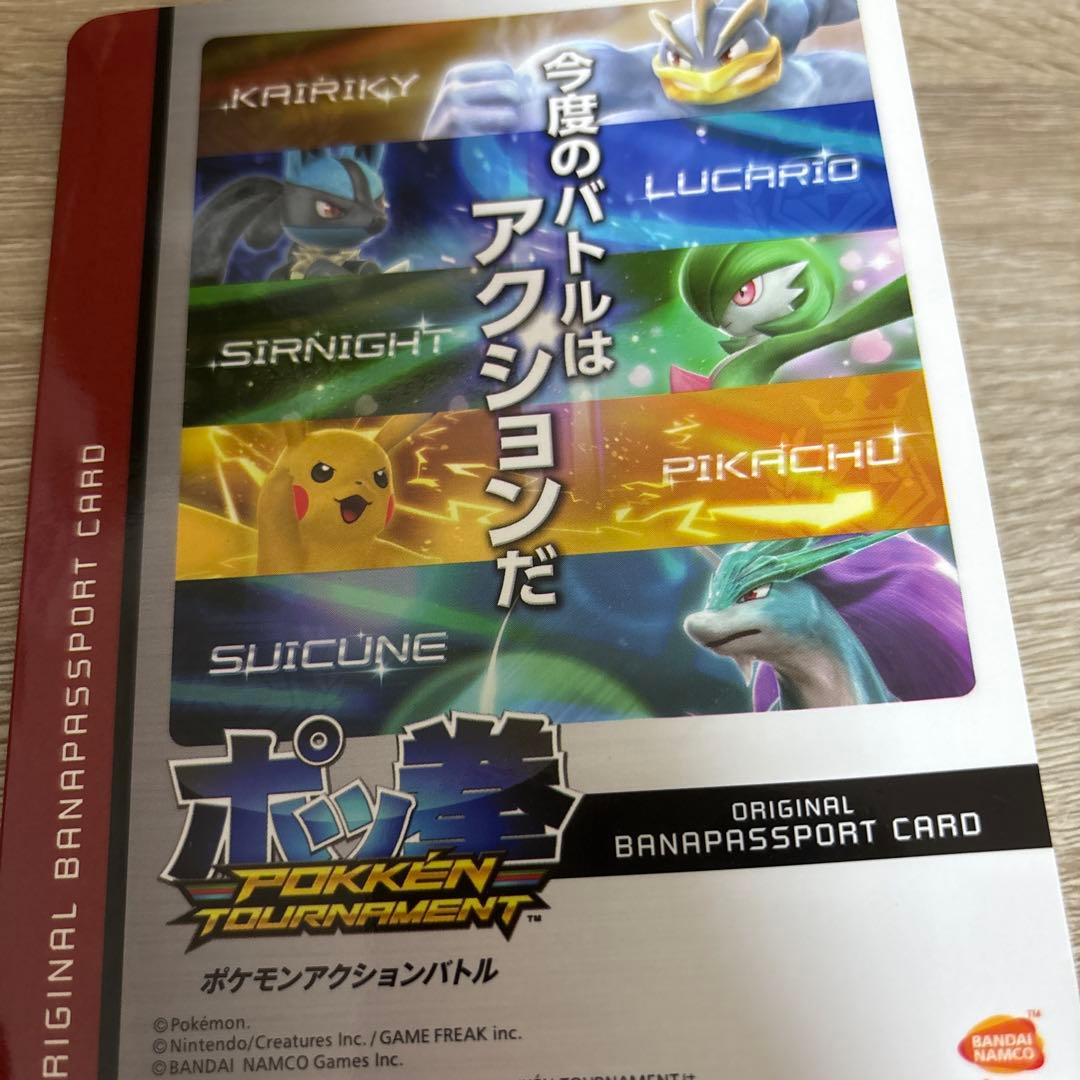 ORIGINAL BANAPASSPORT CARD
KAIRIKY
今度のバトルは
アクションだ
LUCARIO
SIRNIGHT
PIKACHU
SUICUNE
ポッ拳
POKKÉN
TOURNAMENT™
ポケモンアクションバトル
ORIGINAL
BANAPASSPORT CARD
©Pokémon.
©Nintendo/Creatures Inc. / GAME FREAK inc.
©BANDAI NAMCO Games Inc.
BANDAI
NAMCO
TM